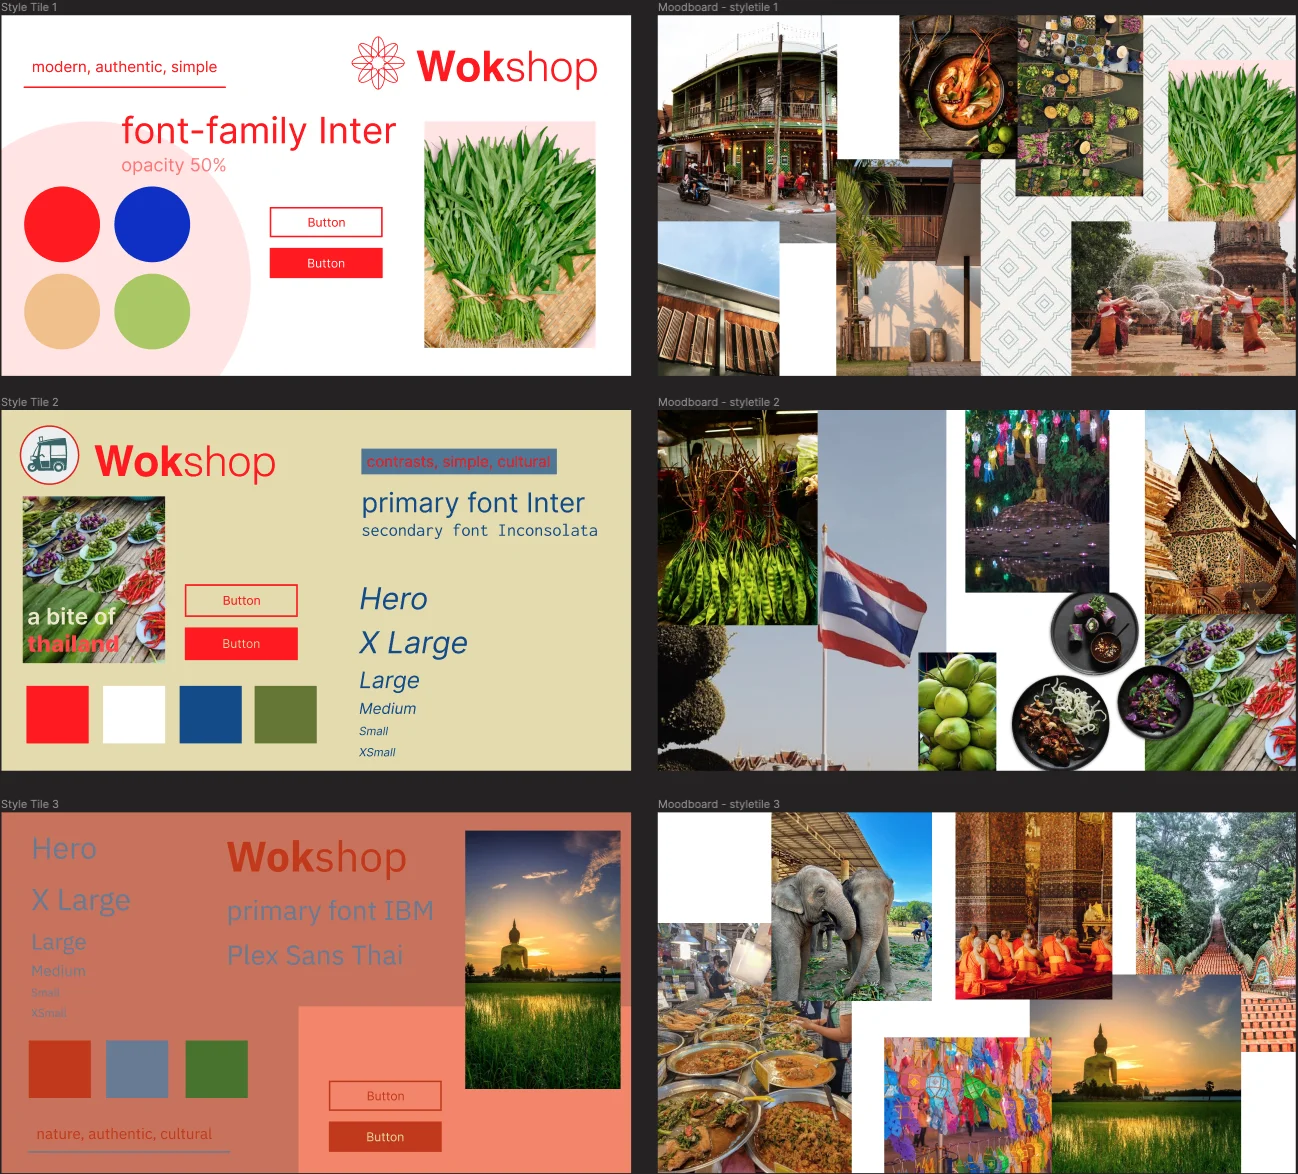 Style Tile 1
modern, authentic, simple
Wokshop
font-family Inter
opacity 50%
Button
Button
Moodboard - styletile 1
Style Tile 2
Wokshop
contrasts, simple, cultural
primary font Inter
secondary font Inconsolata
a bite of
thailand
Button
Button
Hero
X Large
Large
Medium
Small
XSmall
Moodboard - styletile 2
Style Tile 3
Hero
X Large
Large
Medium
Small
XSmall
Wokshop
primary font IBM
Plex Sans Thai
Button
Button
nature, authentic, cultural
Moodboard - styletile 3